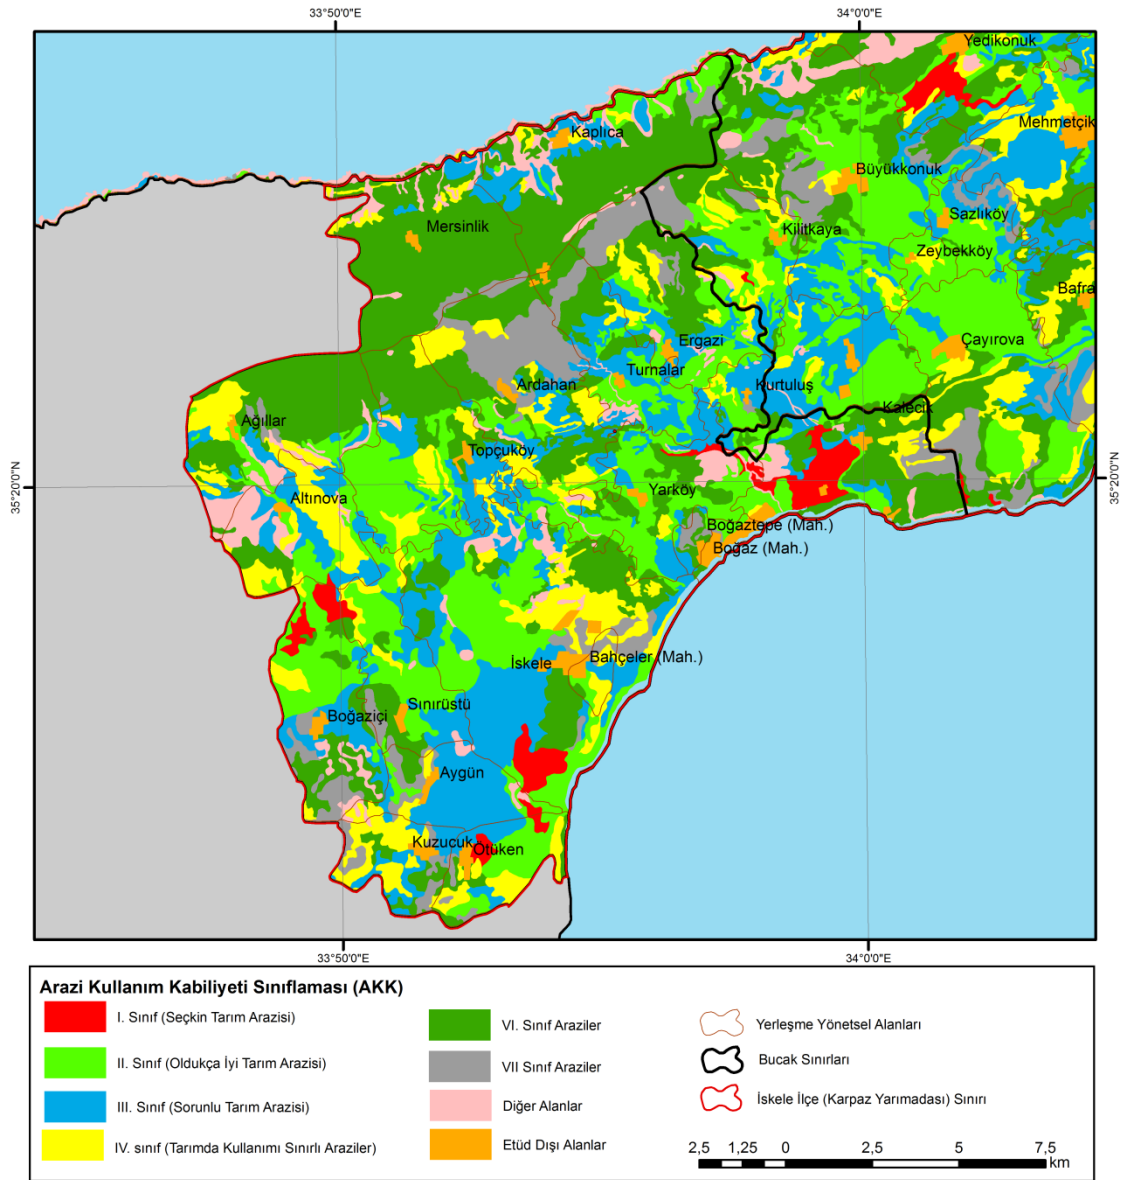 33°50'0"E
34°0'0"E
Yedikonuk
Mehmetçik
Kaplıca
Büyükkonuk
Sazlıköy
Mersinlik
Kilitkaya
Zeybekköy
Bafra
Ergazi
Çayırova
Turnalar
Ardahan
Kurtuluş
Kalecik
Ağıllar
Topçuköy
35°20'0"N
35°20'0"N
Altınova
Yarköy
Boğaztepe (Mah.)
Boğaz (Mah.)
İskele
Bahçeler (Mah.)
Sınırüstü
Boğaziçi
Aygün
Kuzucuk
Ötüken
33°50'0"E
34°0'0"E
Arazi Kullanım Kabiliyeti Sınıflaması (AKK)
I. Sınıf (Seçkin Tarım Arazisi)
II. Sınıf (Oldukça İyi Tarım Arazisi)
III. Sınıf (Sorunlu Tarım Arazisi)
IV. sınıf (Tarımda Kullanımı Sınırlı Araziler)
VI. Sınıf Araziler
VII Sınıf Araziler
Diğer Alanlar
Etüd Dışı Alanlar
Yerleşme Yönetsel Alanları
Bucak Sınırları
İskele İlçe (Karpaz Yarımadası) Sınırı
2,5 1,25 0 2,5 5 7,5
km